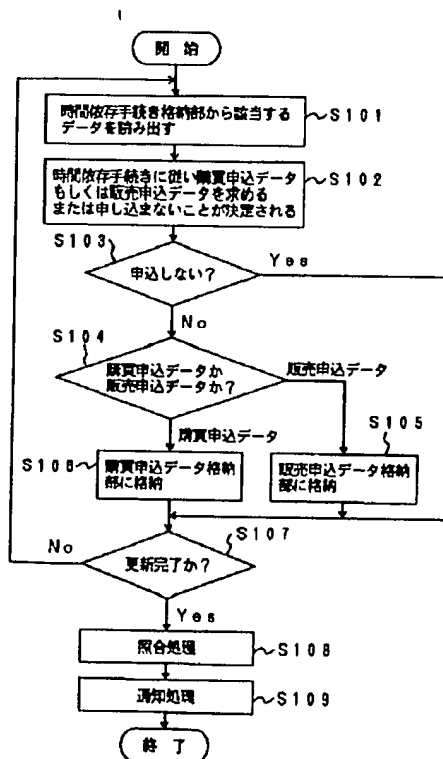 開 始
時間依存手続き格納部から該当する
データを読み出す
S101
時間依存手続きに従い購買申込データ
もしくは販売申込データを求める
または申し込まないことが決定される
S102
S103
申込しない?
Yes
No
S104
購買申込データか
販売申込データか?
販売申込データ
購買申込データ
S105
S106
購買申込データ格納
部に格納
販売申込データ格納
部に格納
S107
No
更新完了か?
Yes
照合処理
S108
通知処理
S109
終 了